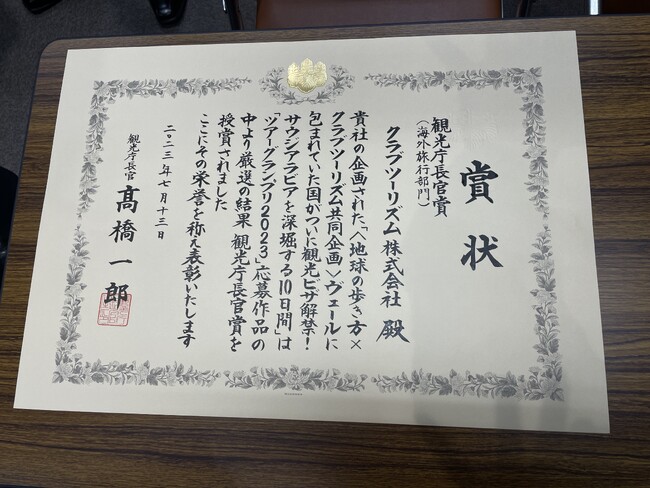 賞状
観光庁長官賞
(海外旅行部門)
クラブツーリズム株式会社 殿
貴社の企画された「〈地球の歩き方×
クラブツーリズム共同企画〉ヴェールに
包まれていた国がついに観光ビザ解禁！
サウジアラビアを深堀する10日間」は
「ツアーグランプリ2023」応募作品の
中より厳選の結果 観光庁長官賞を
授賞されました
ここにその栄誉を称え表彰いたします
二〇二三年七月十三日
観光庁長官 髙橋一郎